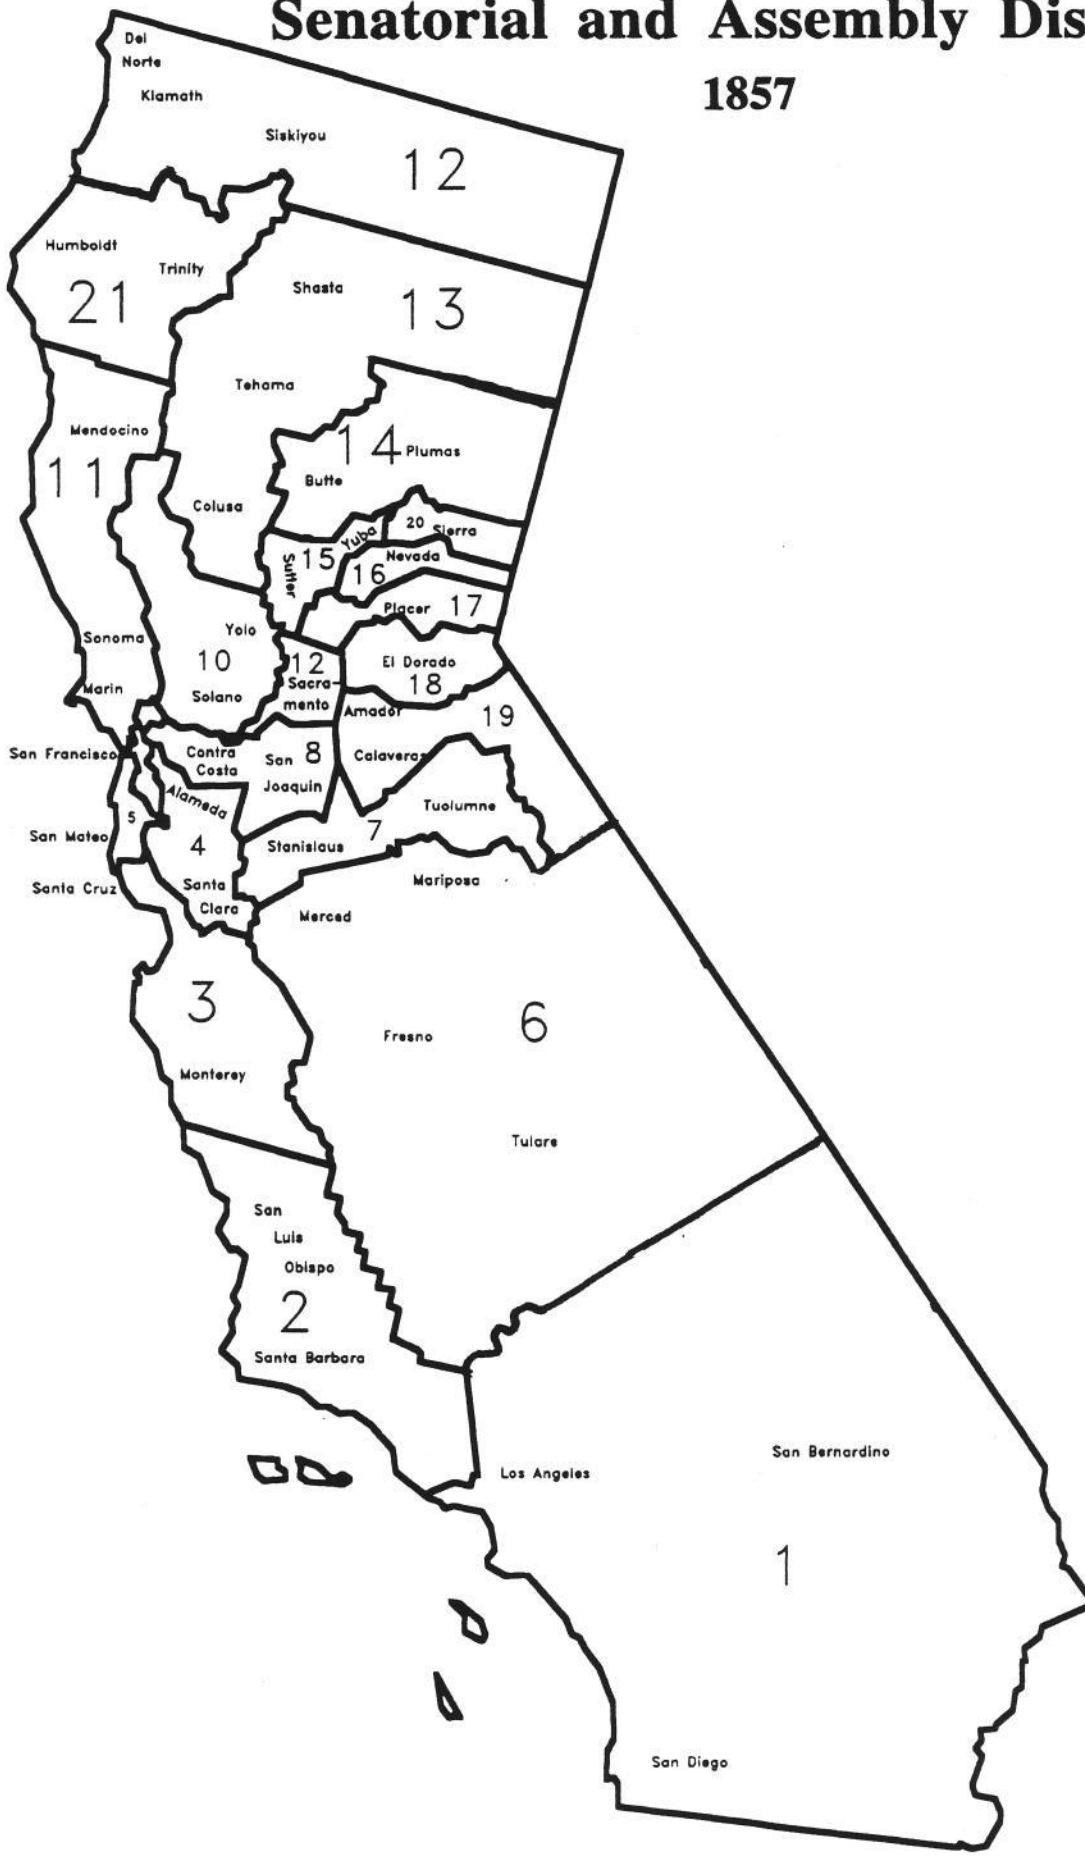 Senatorial and Assembly Dis
1857
Del
Norte
Klamath
Siskiyou
12
Humboldt
Trinity
21
Shasta
13
Tehama
Mendocino
11
14
Plumas
Butte
Colusa
20
Sierra
Yuba
15
Sutter
Nevada
16
Placer
17
Yolo
Sonoma
10
12
Sacra-
mento
El Dorado
18
Solano
Marin
Amador
19
San Francisco
Contra
Costa
San
Joaquin
8
Calaveras
Alameda
Tuolumne
5
San Mateo
4
Stanislaus
7
Santa Cruz
Santa
Clara
Mariposa
Merced
3
6
Fresno
Monterey
Tulare
San
Luis
Obispo
2
Santa Barbara
San Bernardino
Los Angeles
1
San Diego